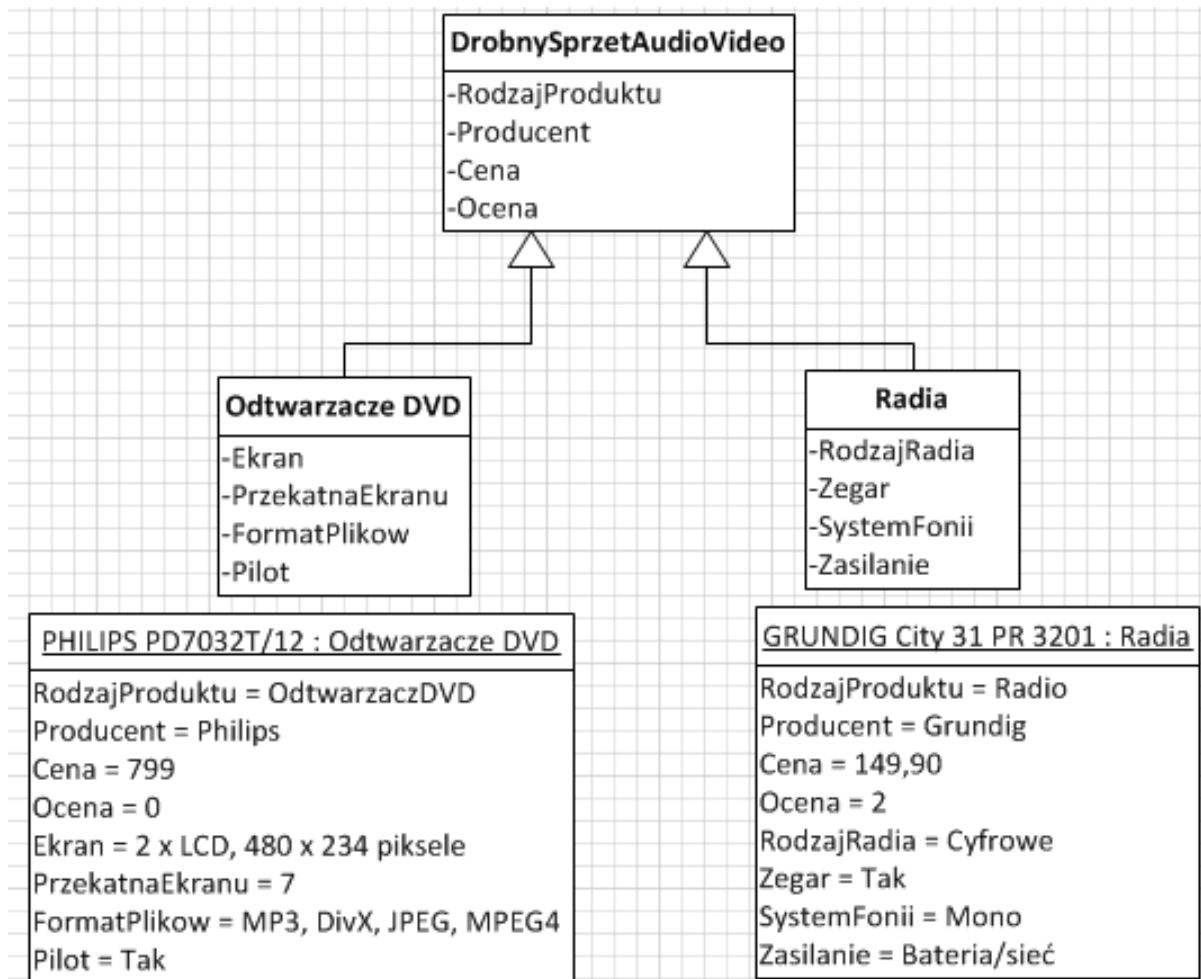 DrobnySprzetAudioVideo
-RodzajProduktu
-Producent
-Cena
-Ocena
Odtwarzacze DVD
-Ekran
-PrzekatnaEkranu
-FormatPlikow
-Pilot
Radia
-RodzajRadia
-Zegar
-SystemFonii
-Zasilanie
PHILIPS PD7032T/12 : Odtwarzacze DVD
RodzajProduktu = OdtwarzaczDVD
Producent = Philips
Cena = 799
Ocena = 0
Ekran = 2 x LCD, 480 x 234 piksele
PrzekatnaEkranu = 7
FormatPlikow = MP3, DivX, JPEG, MPEG4
Pilot = Tak
GRUNDIG City 31 PR 3201 : Radia
RodzajProduktu = Radio
Producent = Grundig
Cena = 149,90
Ocena = 2
RodzajRadia = Cyfrowe
Zegar = Tak
SystemFonii = Mono
Zasilanie = Bateria/sieć